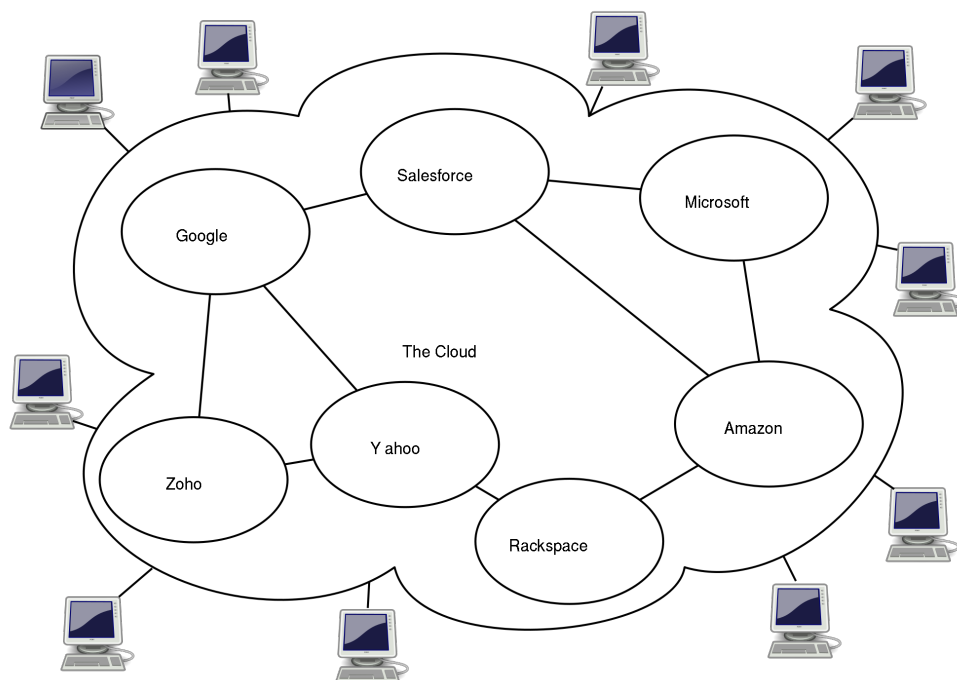 Salesforce
Microsoft
Google
The Cloud
Amazon
Y ahoo
Zoho
Rackspace